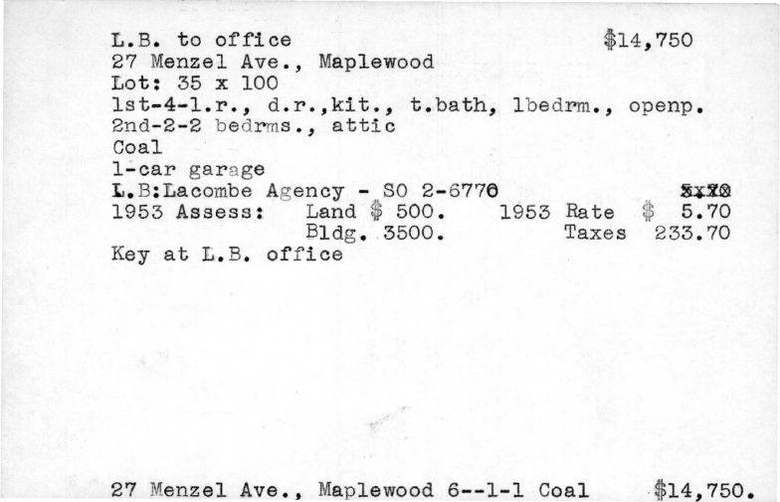 L.B. to office $14,750
27 Menzel Ave., Maplewood
Lot: 35 x 100
1st-4-l.r., d.r.,kit., t.bath, 1bedrm., openp.
2nd-2-2 bedrms., attic
Coal
1-car garage
L.B:Lacombe Agency - SO 2-6776
1953 Assess: Land $ 500. 1953 Rate $ 5.70
Bldg. 3500. Taxes 233.70
Key at L.B. office
27 Menzel Ave., Maplewood 6--1-1 Coal $14,750.